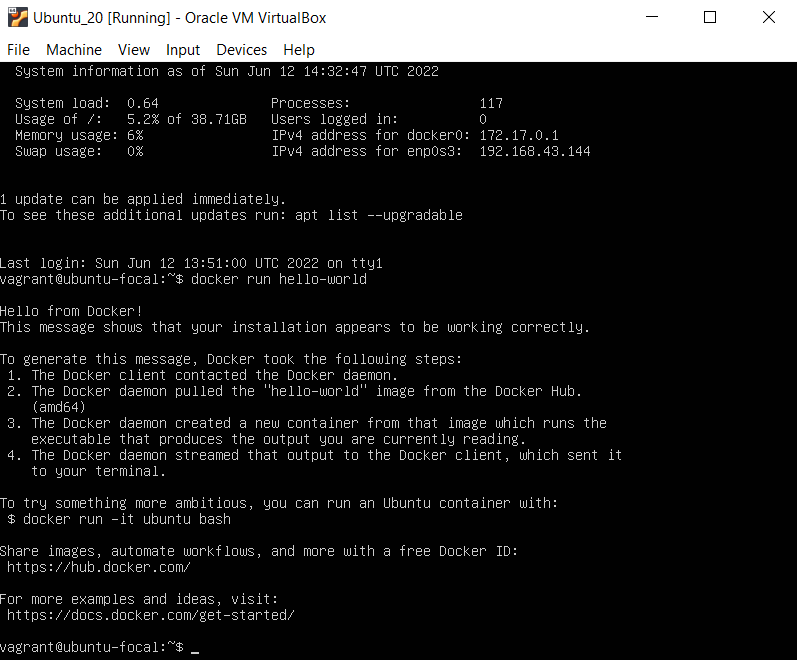 Ubuntu_20 [Running] - Oracle VM VirtualBox
File Machine View Input Devices Help
System information as of Sun Jun 12 14:32:47 UTC 2022
System load: 0.64 Processes: 117
Usage of /: 5.2% of 38.71GB Users logged in: 0
Memory usage: 6% IPv4 address for docker0: 172.17.0.1
Swap usage: 0% IPv4 address for enp0s3: 192.168.43.144
1 update can be applied immediately.
To see these additional updates run: apt list --upgradable
Last login: Sun Jun 12 13:51:00 UTC 2022 on tty1
vagrant@ubuntu-focal:~$ docker run hello-world
Hello from Docker!
This message shows that your installation appears to be working correctly.
To generate this message, Docker took the following steps:
1. The Docker client contacted the Docker daemon.
2. The Docker daemon pulled the "hello-world" image from the Docker Hub.
(amd64)
3. The Docker daemon created a new container from that image which runs the
executable that produces the output you are currently reading.
4. The Docker daemon streamed that output to the Docker client, which sent it
to your terminal.
To try something more ambitious, you can run an Ubuntu container with:
$ docker run -it ubuntu bash
Share images, automate workflows, and more with a free Docker ID:
https://hub.docker.com/
For more examples and ideas, visit:
https://docs.docker.com/get-started/
vagrant@ubuntu-focal:~$ _